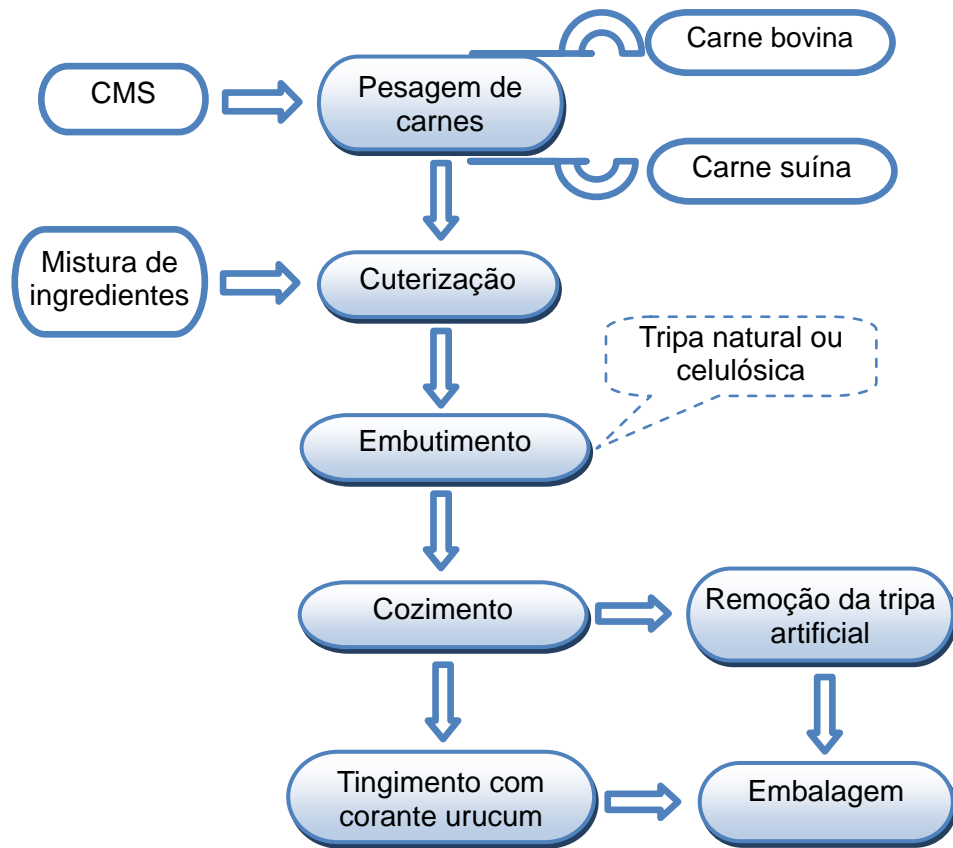 Carne bovina
CMS
Pesagem de
carnes
Carne suína
Mistura de
ingredientes
Cuterização
Tripa natural ou
celulósica
Embutimento
Cozimento
Remoção da tripa
artificial
Tingimento com
corante urucum
Embalagem